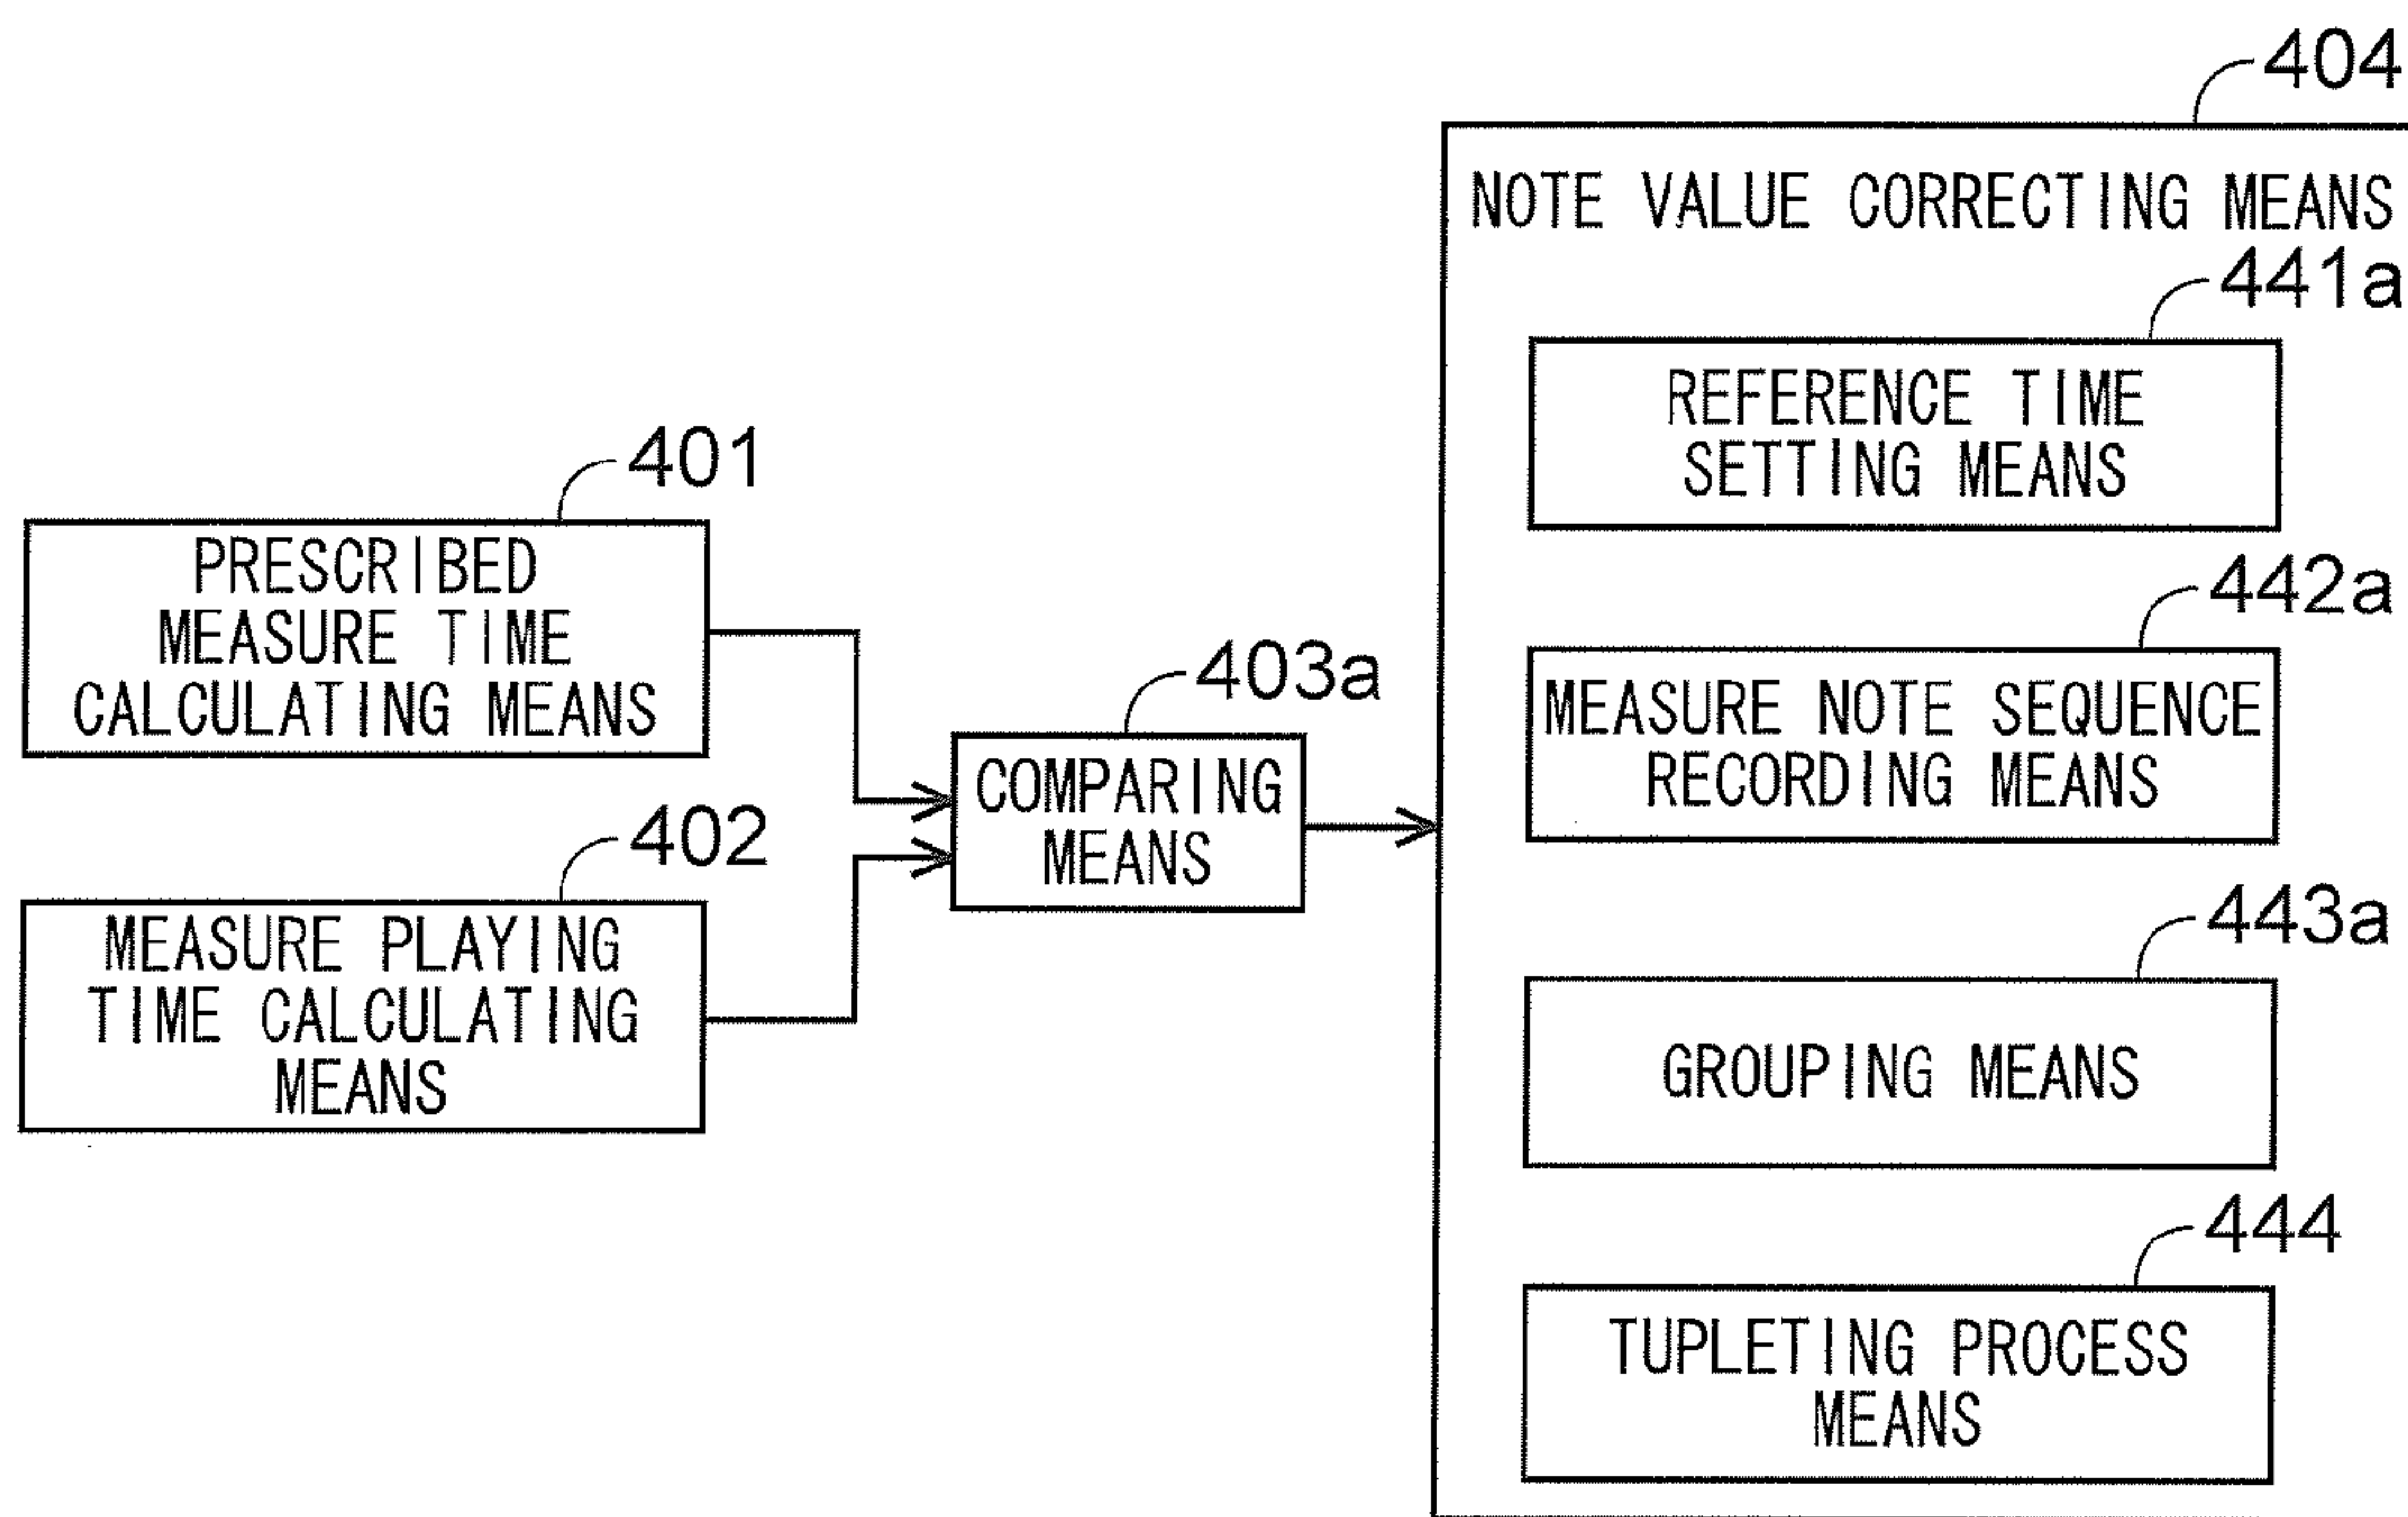 404
NOTE VALUE CORRECTING MEANS
441a
REFERENCE TIME
SETTING MEANS
401
PRESCRIBED
MEASURE TIME
CALCULATING MEANS
442a
MEASURE NOTE SEQUENCE
RECORDING MEANS
403a
COMPARING
MEANS
402
MEASURE PLAYING
TIME CALCULATING
MEANS
443a
GROUPING MEANS
444
TUPLETING PROCESS
MEANS